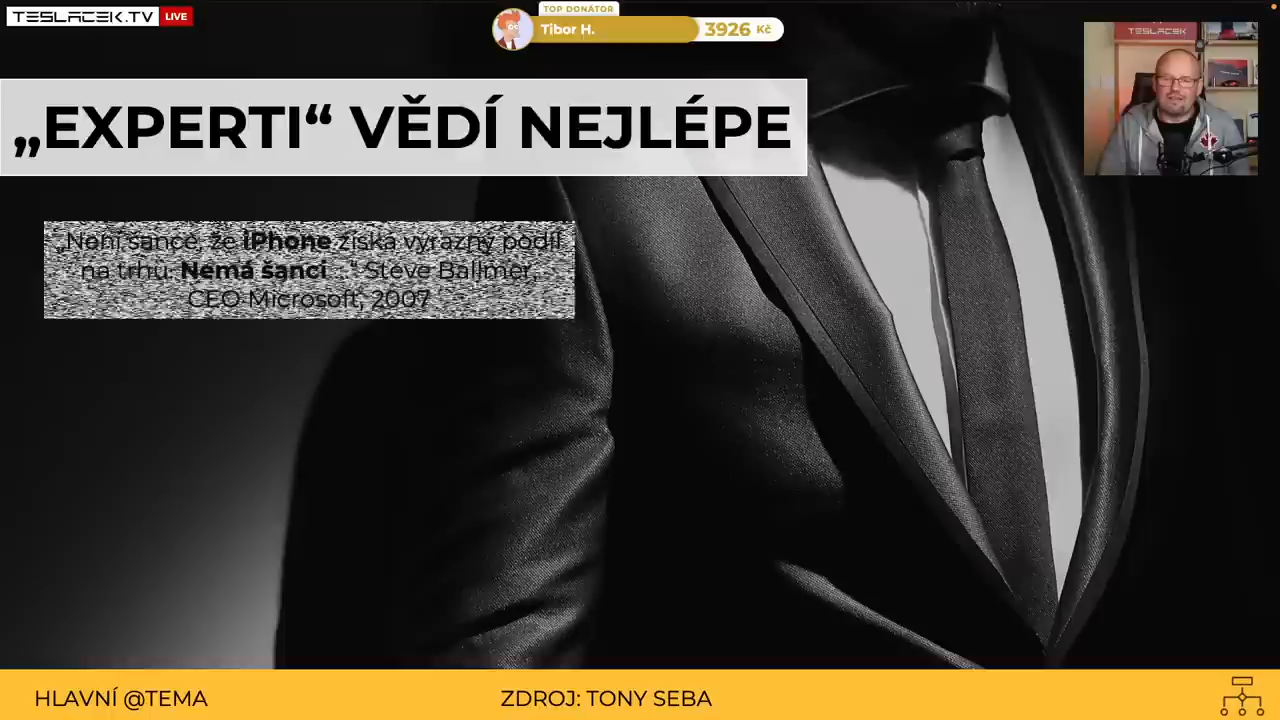 TESLACEK.TV LIVE
TOP DONÁTOR
Tibor H. 3926 Kč
TESLACEK
„EXPERTI“ VĚDÍ NEJLÉPE
„Není šance, že iPhone získá výrazný podíl
na trhu. Nemá šanci ...“ Steve Ballmer,
CEO Microsoft, 2007
HLAVNÍ @TEMA
ZDROJ: TONY SEBA